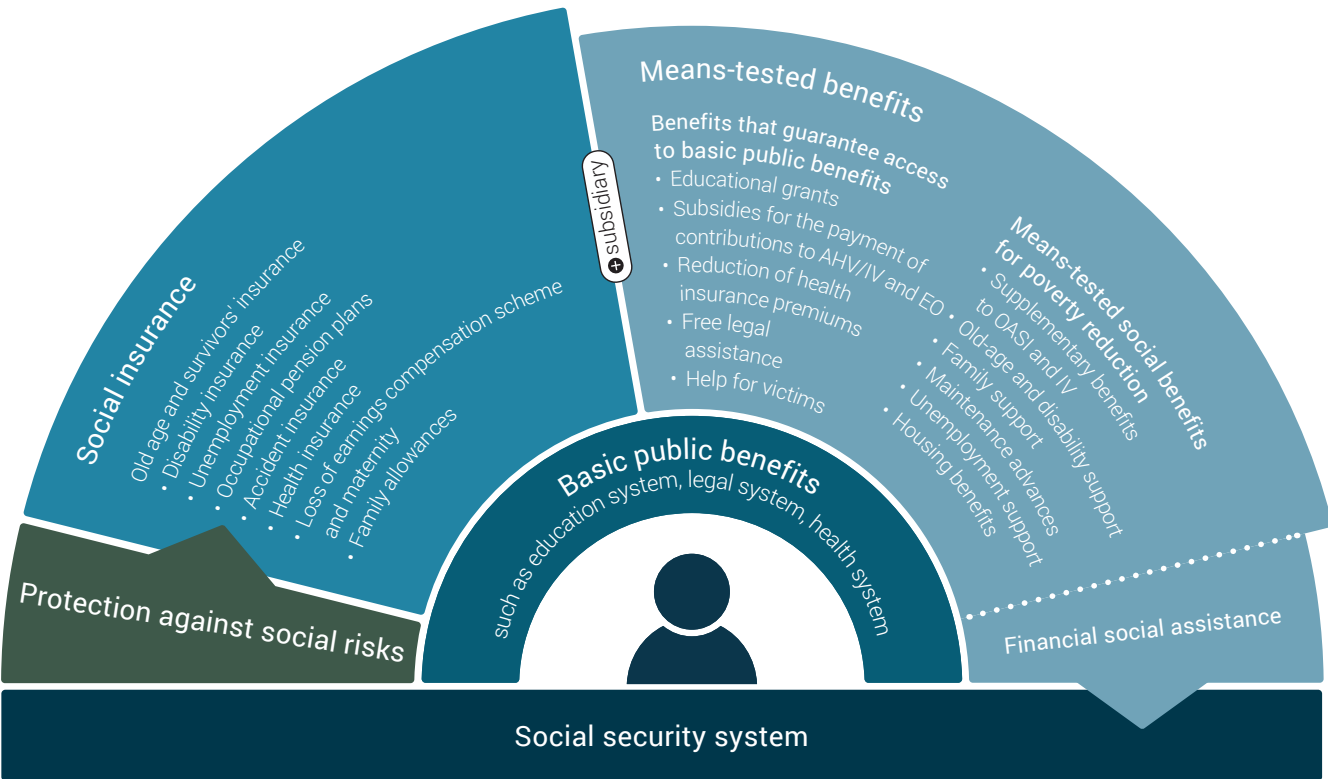 Social insurance
Old age and survivors' insurance
• Disability insurance
• Unemployment insurance
• Occupational pension plans
• Accident insurance
• Health insurance
• Loss of earnings compensation scheme
and maternity
• Family allowances
+ subsidiary
Means-tested benefits
Benefits that guarantee access
to basic public benefits
• Educational grants
• Subsidies for the payment of
contributions to AHV/IV and EO
• Reduction of health
insurance premiums
• Free legal
assistance
• Help for victims
Means-tested social benefits
for poverty reduction
• Supplementary benefits
to OASI and IV
• Old-age and disability support
• Family support
• Maintenance advances
• Unemployment support
• Housing benefits
Basic public benefits
such as education system, legal system, health system
Protection against social risks
Financial social assistance
Social security system